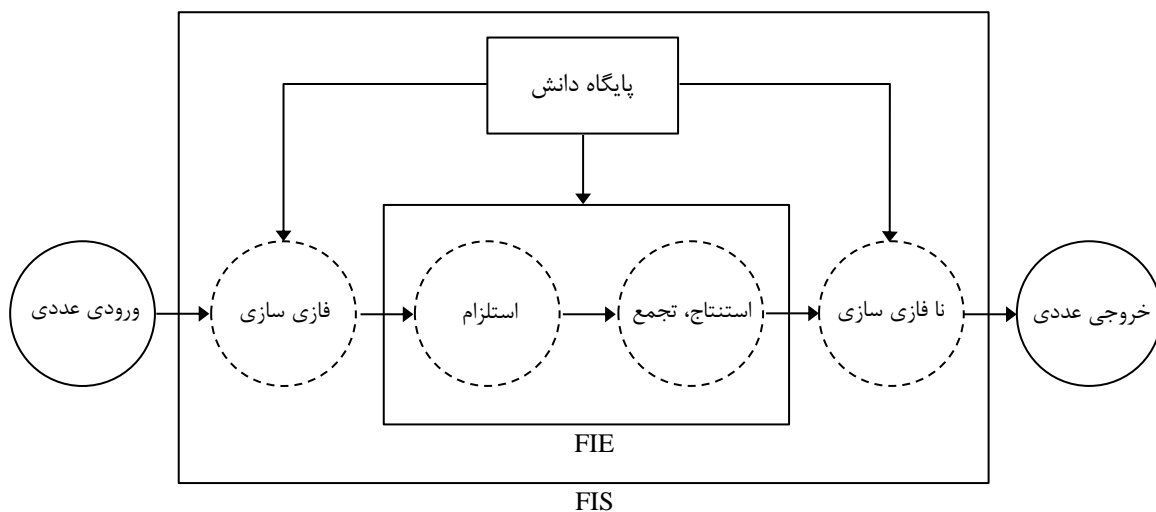 پایگاه دانش
ورودی عددی
فازی سازی
استلزام
استنتاج، تجمع
نا فازی سازی
خروجی عددی
FIE
FIS